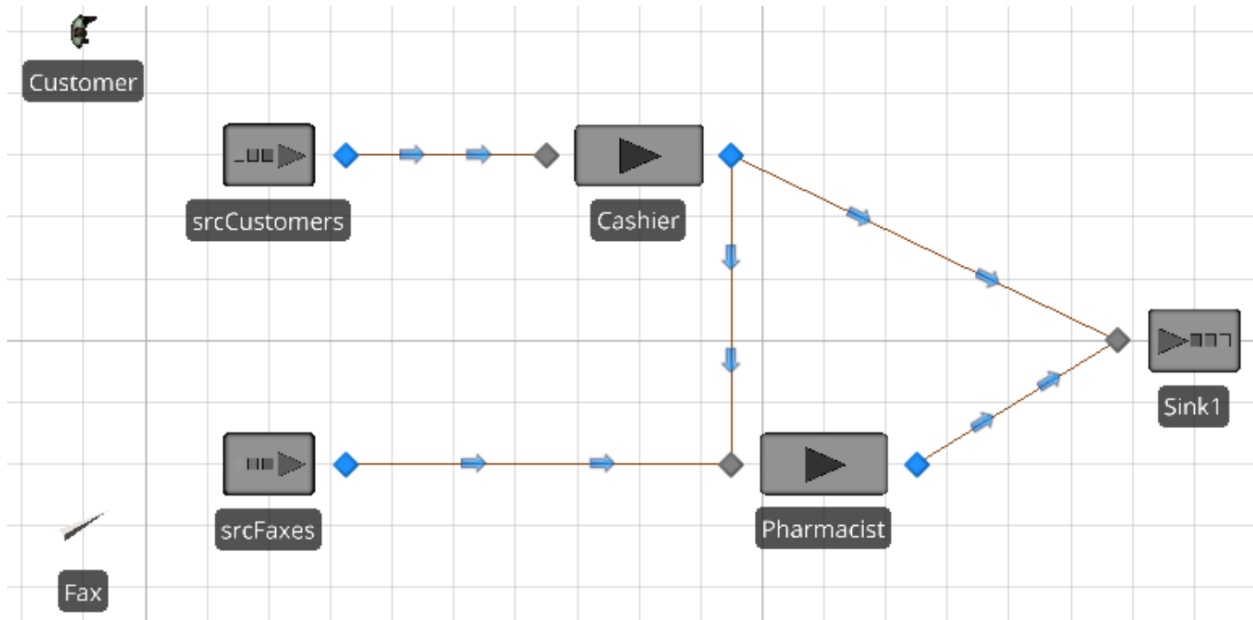 Customer
srcCustomers
Cashier
Sink1
srcFaxes
Pharmacist
Fax